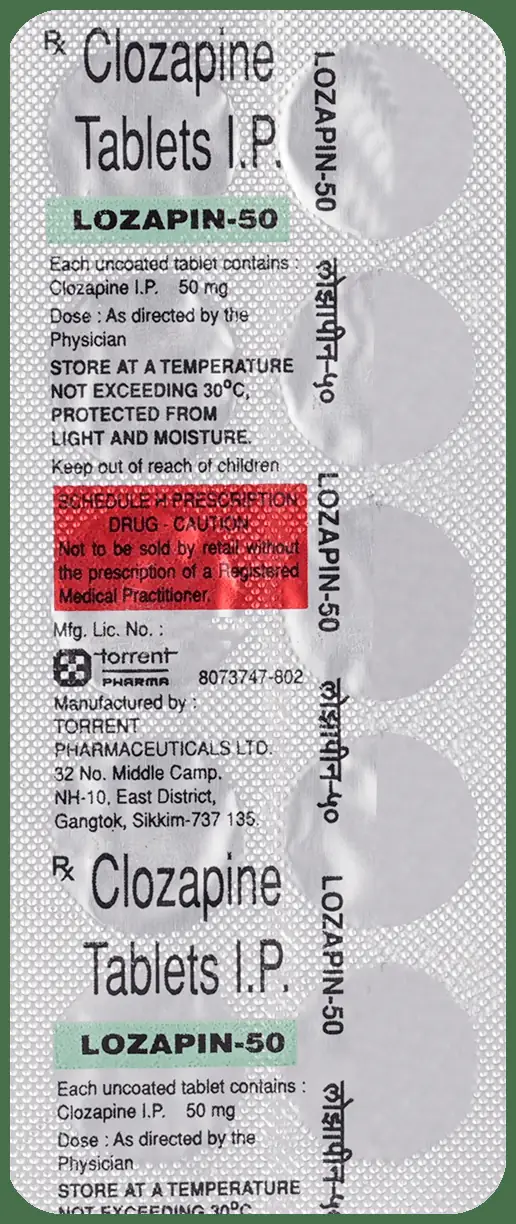 Rx Clozapine
Tablets I.P.
LOZAPIN-50
Each uncoated tablet contains :
Clozapine I.P. 50 mg
Dose : As directed by the
Physician
STORE AT A TEMPERATURE
NOT EXCEEDING 30°C,
PROTECTED FROM
LIGHT AND MOISTURE.
Keep out of reach of children
SCHEDULE H PRESCRIPTION
DRUG - CAUTION
Not to be sold by retail without
the prescription of a Registered
Medical Practitioner.
Mfg. Lic. No. :
torrent
PHARMA 8073747-802
Manufactured by :
TORRENT
PHARMACEUTICALS LTD.
32 No. Middle Camp,
NH-10, East District,
Gangtok, Sikkim-737 135.
Rx Clozapine
Tablets I.P.
LOZAPIN-50
Each uncoated tablet contains :
Clozapine I.P. 50 mg
Dose : As directed by the
Physician
STORE AT A TEMPERATURE
NOT EXCEEDING 30°C
LOZAPIN-50
लोझापीन-५०
LOZAPIN-50
लोझापीन-५०
LOZAPIN-50
लोझापीन-५०